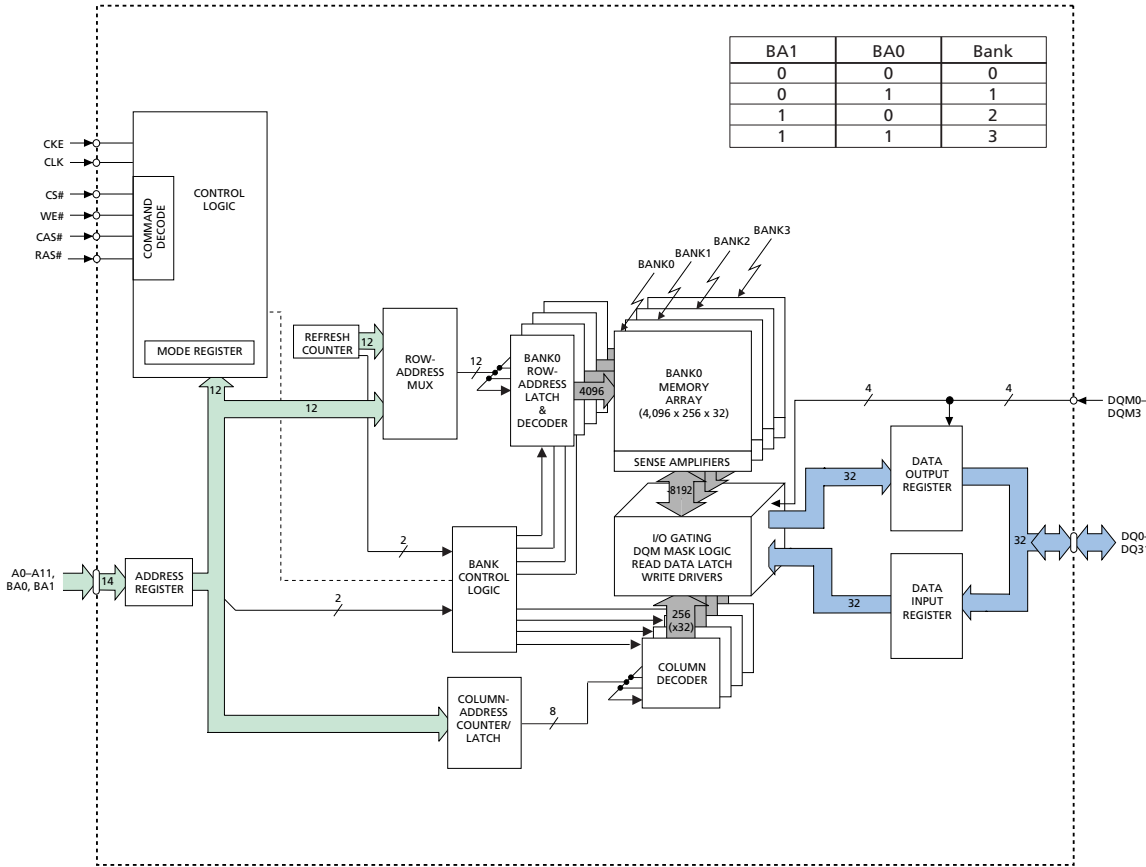 BA1 BA0 Bank
0 0 0
0 1 1
1 0 2
1 1 3
CKE
CLK
CS#
WE#
CAS#
RAS#
COMMAND
DECODE
CONTROL
LOGIC
MODE REGISTER
12
12
REFRESH
COUNTER
12
ROW-
ADDRESS
MUX
12
BANK0
ROW-
ADDRESS
LATCH
&
DECODER
4096
BANK0
BANK1
BANK2
BANK3
BANK0
MEMORY
ARRAY
(4,096 x 256 x 32)
SENSE AMPLIFIERS
8192
I/O GATING
DQM MASK LOGIC
READ DATA LATCH
WRITE DRIVERS
256
(x32)
COLUMN
DECODER
4
4
DQM0–
DQM3
DATA
OUTPUT
REGISTER
32
32
32
DATA
INPUT
REGISTER
DQ0–
DQ31
A0–A11,
BA0, BA1
14
ADDRESS
REGISTER
2
2
BANK
CONTROL
LOGIC
COLUMN-
ADDRESS
COUNTER/
LATCH
8